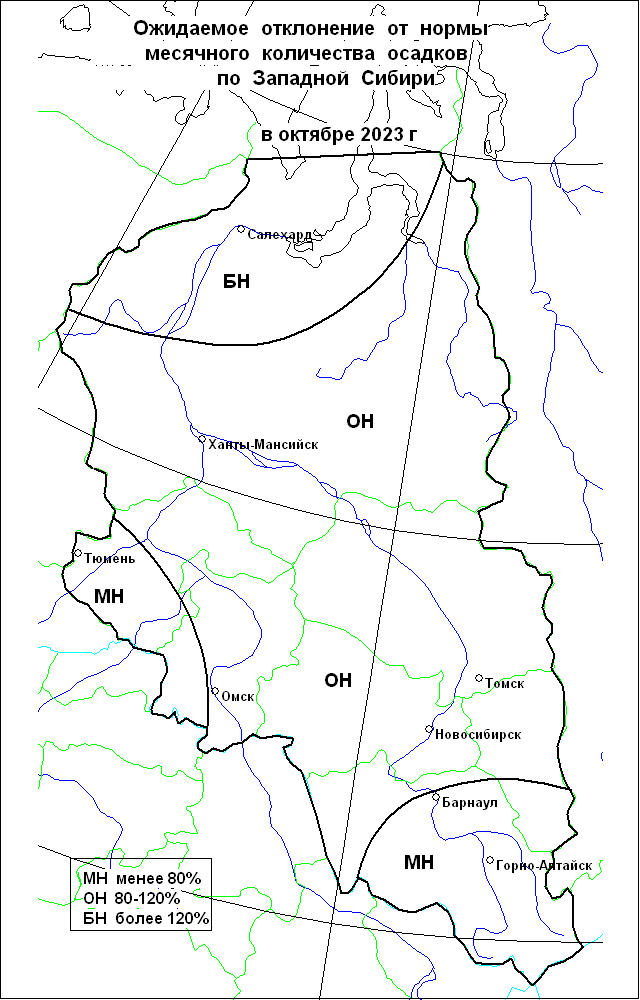 Ожидаемое отклонение от нормы
месячного количества осадков
по Западной Сибири
в октябре 2023 г
Салехард
БН
ОН
Ханты-Мансийск
Тюмень
МН
ОН
Томск
Омск
Новосибирск
Барнаул
МН
Горно-Алтайск
МН менее 80%
ОН 80-120%
БН более 120%